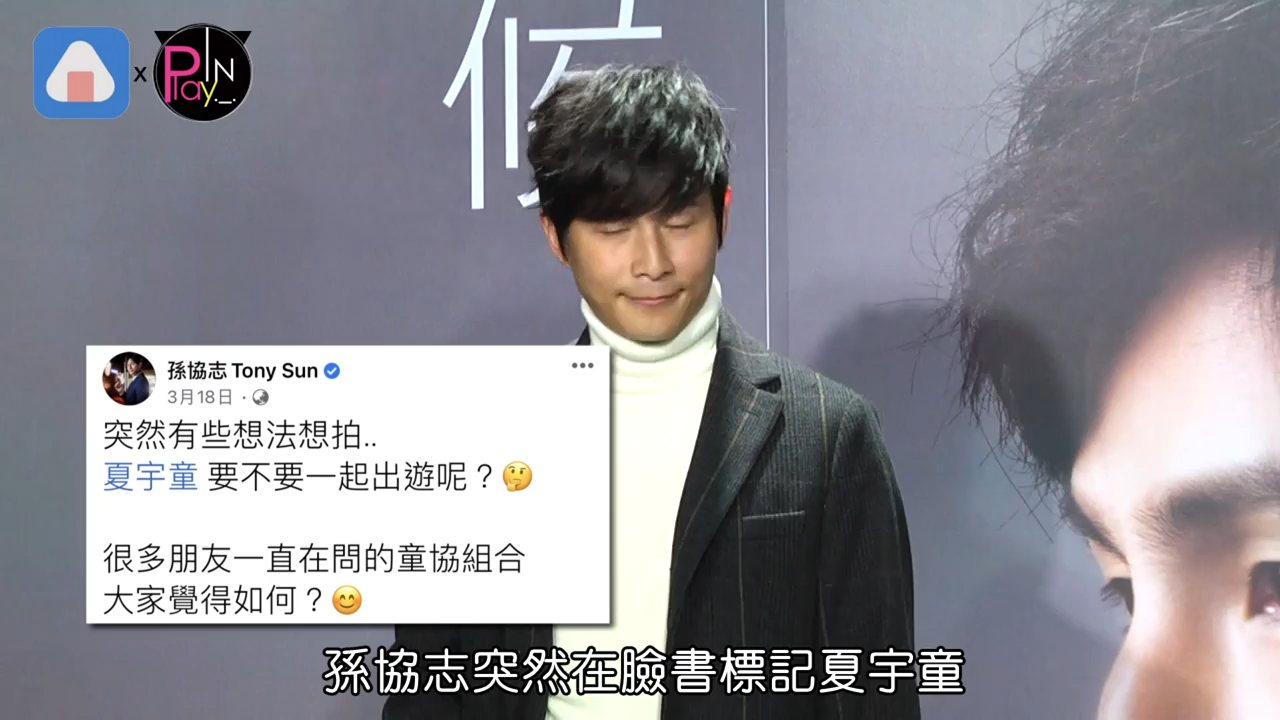 候
x
Play IN
孫協志 Tony Sun
3月18日
突然有些想法想拍..
夏宇童 要不要一起出遊呢？🤔
很多朋友一直在問的童協組合
大家覺得如何？😊
孫協志突然在臉書標記夏宇童